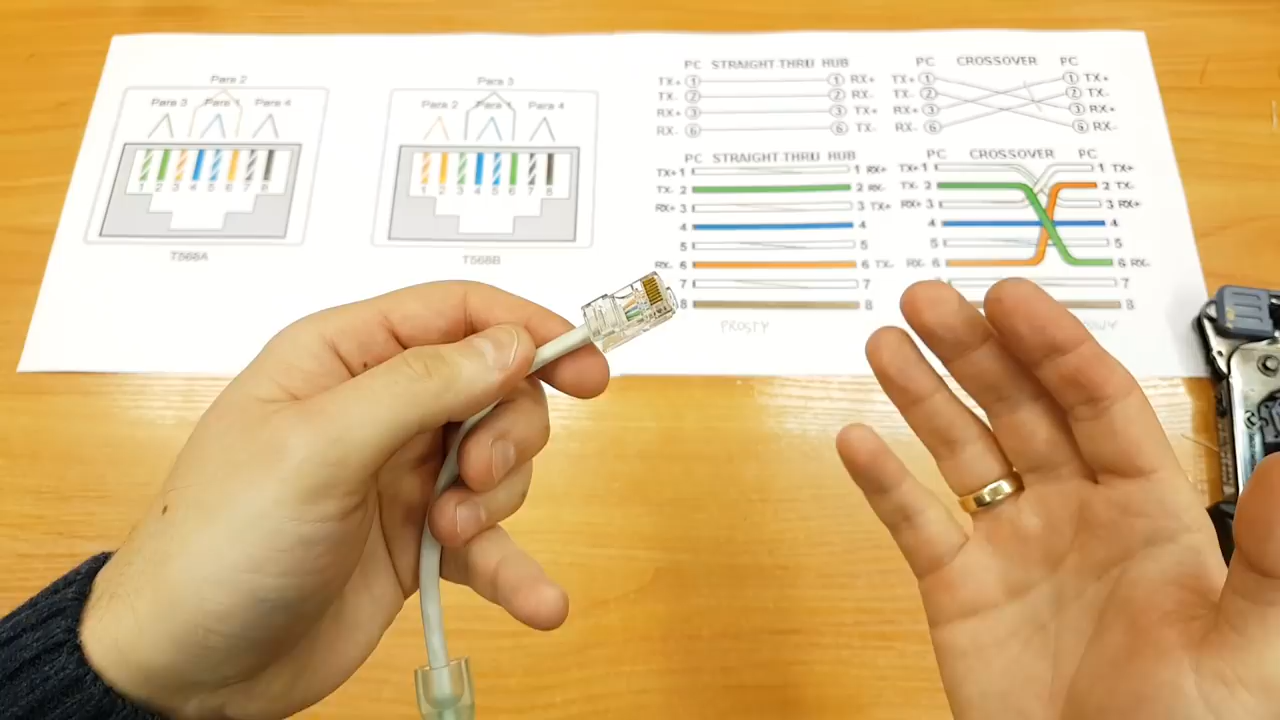 Para 2
Para 3 Para 1 Para 4
1 2 3 4 5 6 7 8
T568A
Para 3
Para 2 Para 1 Para 4
1 2 3 4 5 6 7 8
T568B
PC STRAIGHT THRU HUB
TX+ 1 1 RX+
TX- 2 2 RX-
RX+ 3 3 TX+
RX- 6 6 TX-
PC CROSSOVER PC
TX+ 1 1 TX+
TX- 2 2 TX-
RX+ 3 3 RX+
RX- 6 6 RX-
PC STRAIGHT THRU HUB
TX+ 1 1 RX+
TX- 2 2 RX-
RX+ 3 3 TX+
4 4
5 5
RX- 6 6 TX-
7 7
8 8
PROSTY
PC CROSSOVER PC
TX+ 1 1 TX+
TX- 2 2 TX-
RX+ 3 3 RX+
4 4
5 5
RX- 6 6 RX-
7
8